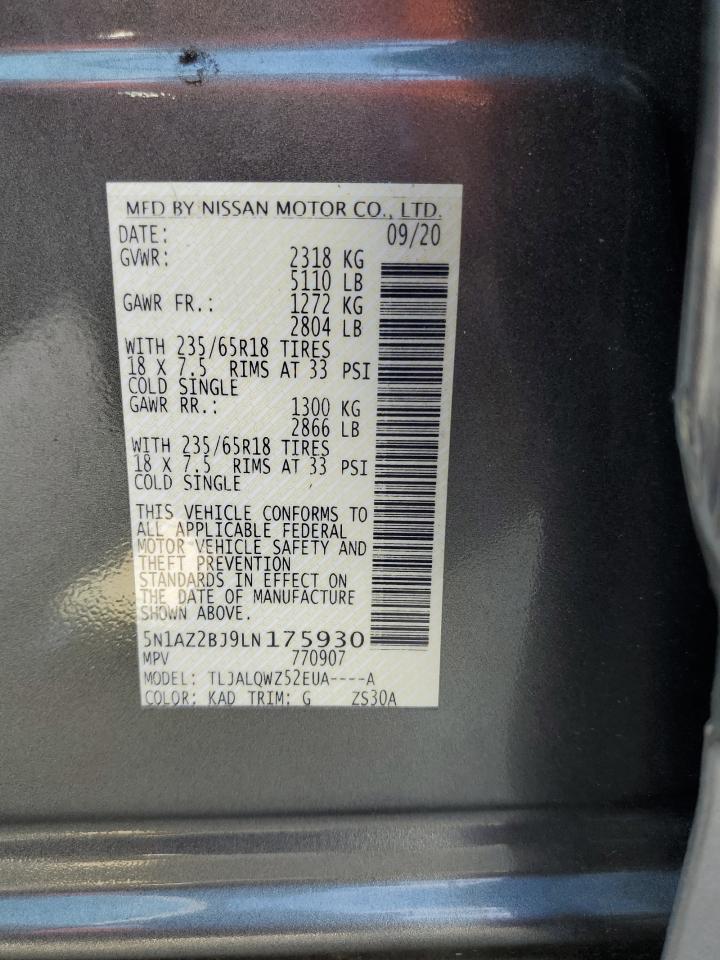 MFD BY NISSAN MOTOR CO., LTD.
DATE: 09/20
GVWR: 2318 KG
5110 LB
GAWR FR.: 1272 KG
2804 LB
WITH 235/65R18 TIRES
18 X 7.5 RIMS AT 33 PSI
COLD SINGLE
GAWR RR.: 1300 KG
2866 LB
WITH 235/65R18 TIRES
18 X 7.5 RIMS AT 33 PSI
COLD SINGLE
THIS VEHICLE CONFORMS TO
ALL APPLICABLE FEDERAL
MOTOR VEHICLE SAFETY AND
THEFT PREVENTION
STANDARDS IN EFFECT ON
THE DATE OF MANUFACTURE
SHOWN ABOVE.
5N1AZ2BJ9LN175930
MPV 770907
MODEL: TLJALQWZ52EUA----A
COLOR: KAD TRIM: G ZS30A